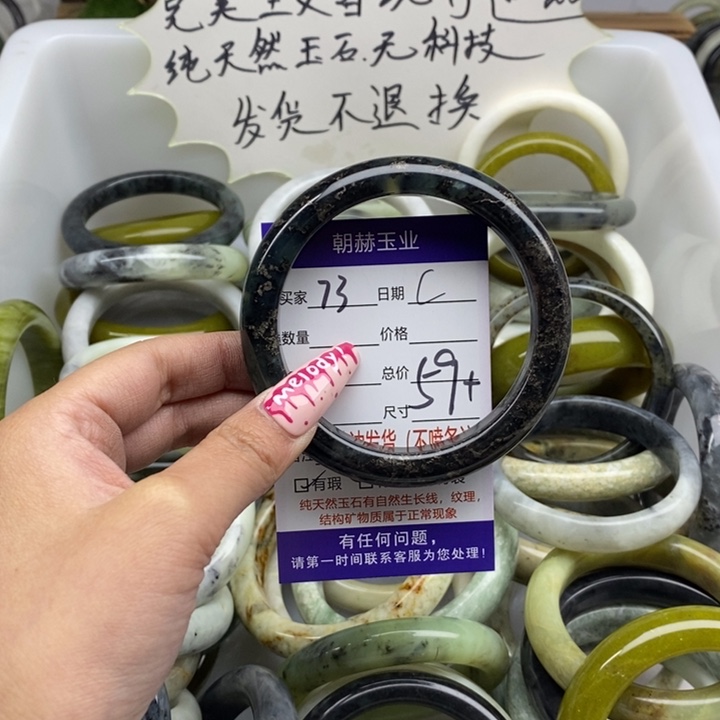 纯天然玉石.无科技
发货不退换
朝赫玉业
买家 73 日期 C
数量 价格
总价
59+
尺寸
melody
发货(不喷
有瑕
纯天然玉石有自然生长线,纹理,
结构矿物质属于正常现象
有任何问题,
请第一时间联系客服为您处理!